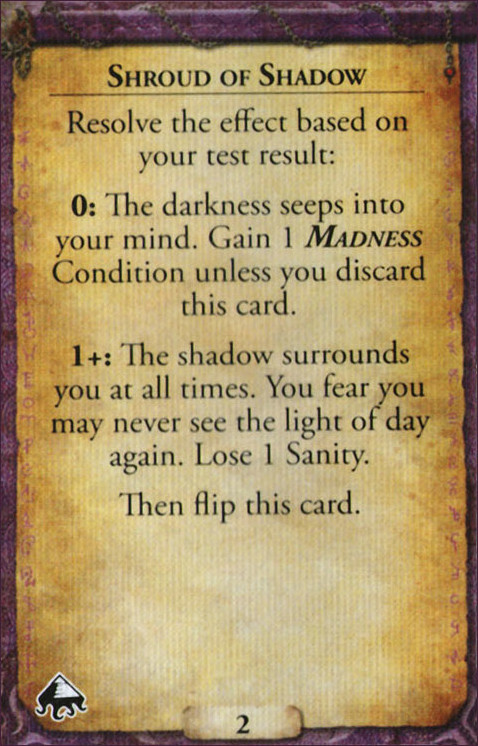 SHROUD OF SHADOW
Resolve the effect based on
your test result:
0: The darkness seeps into
your mind. Gain 1 MADNESS
Condition unless you discard
this card.
1+: The shadow surrounds
you at all times. You fear you
may never see the light of day
again. Lose 1 Sanity.
Then flip this card.
2